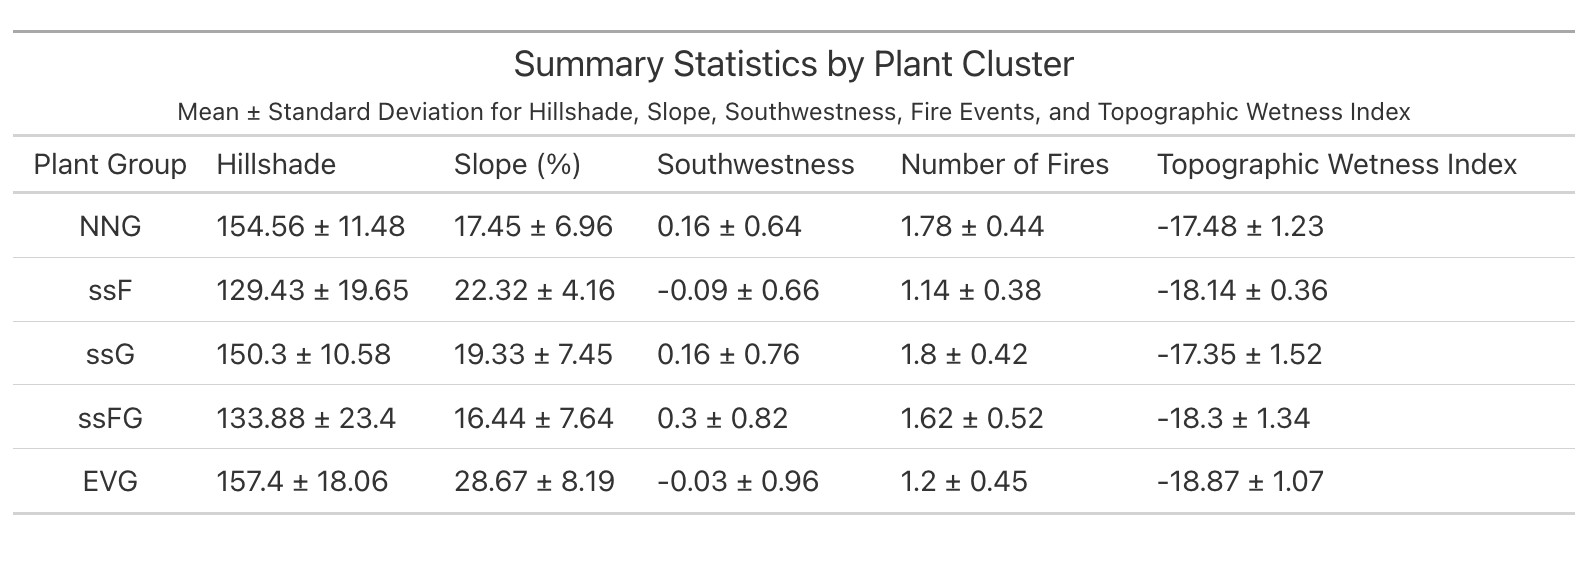 Summary Statistics by Plant Cluster
Mean ± Standard Deviation for Hillshade, Slope, Southwestness, Fire Events, and Topographic Wetness Index
Plant Group Hillshade Slope (%) Southwestness Number of Fires Topographic Wetness Index
NNG 154.56 ± 11.48 17.45 ± 6.96 0.16 ± 0.64 1.78 ± 0.44 -17.48 ± 1.23
ssF 129.43 ± 19.65 22.32 ± 4.16 -0.09 ± 0.66 1.14 ± 0.38 -18.14 ± 0.36
ssG 150.3 ± 10.58 19.33 ± 7.45 0.16 ± 0.76 1.8 ± 0.42 -17.35 ± 1.52
ssFG 133.88 ± 23.4 16.44 ± 7.64 0.3 ± 0.82 1.62 ± 0.52 -18.3 ± 1.34
EVG 157.4 ± 18.06 28.67 ± 8.19 -0.03 ± 0.96 1.2 ± 0.45 -18.87 ± 1.07